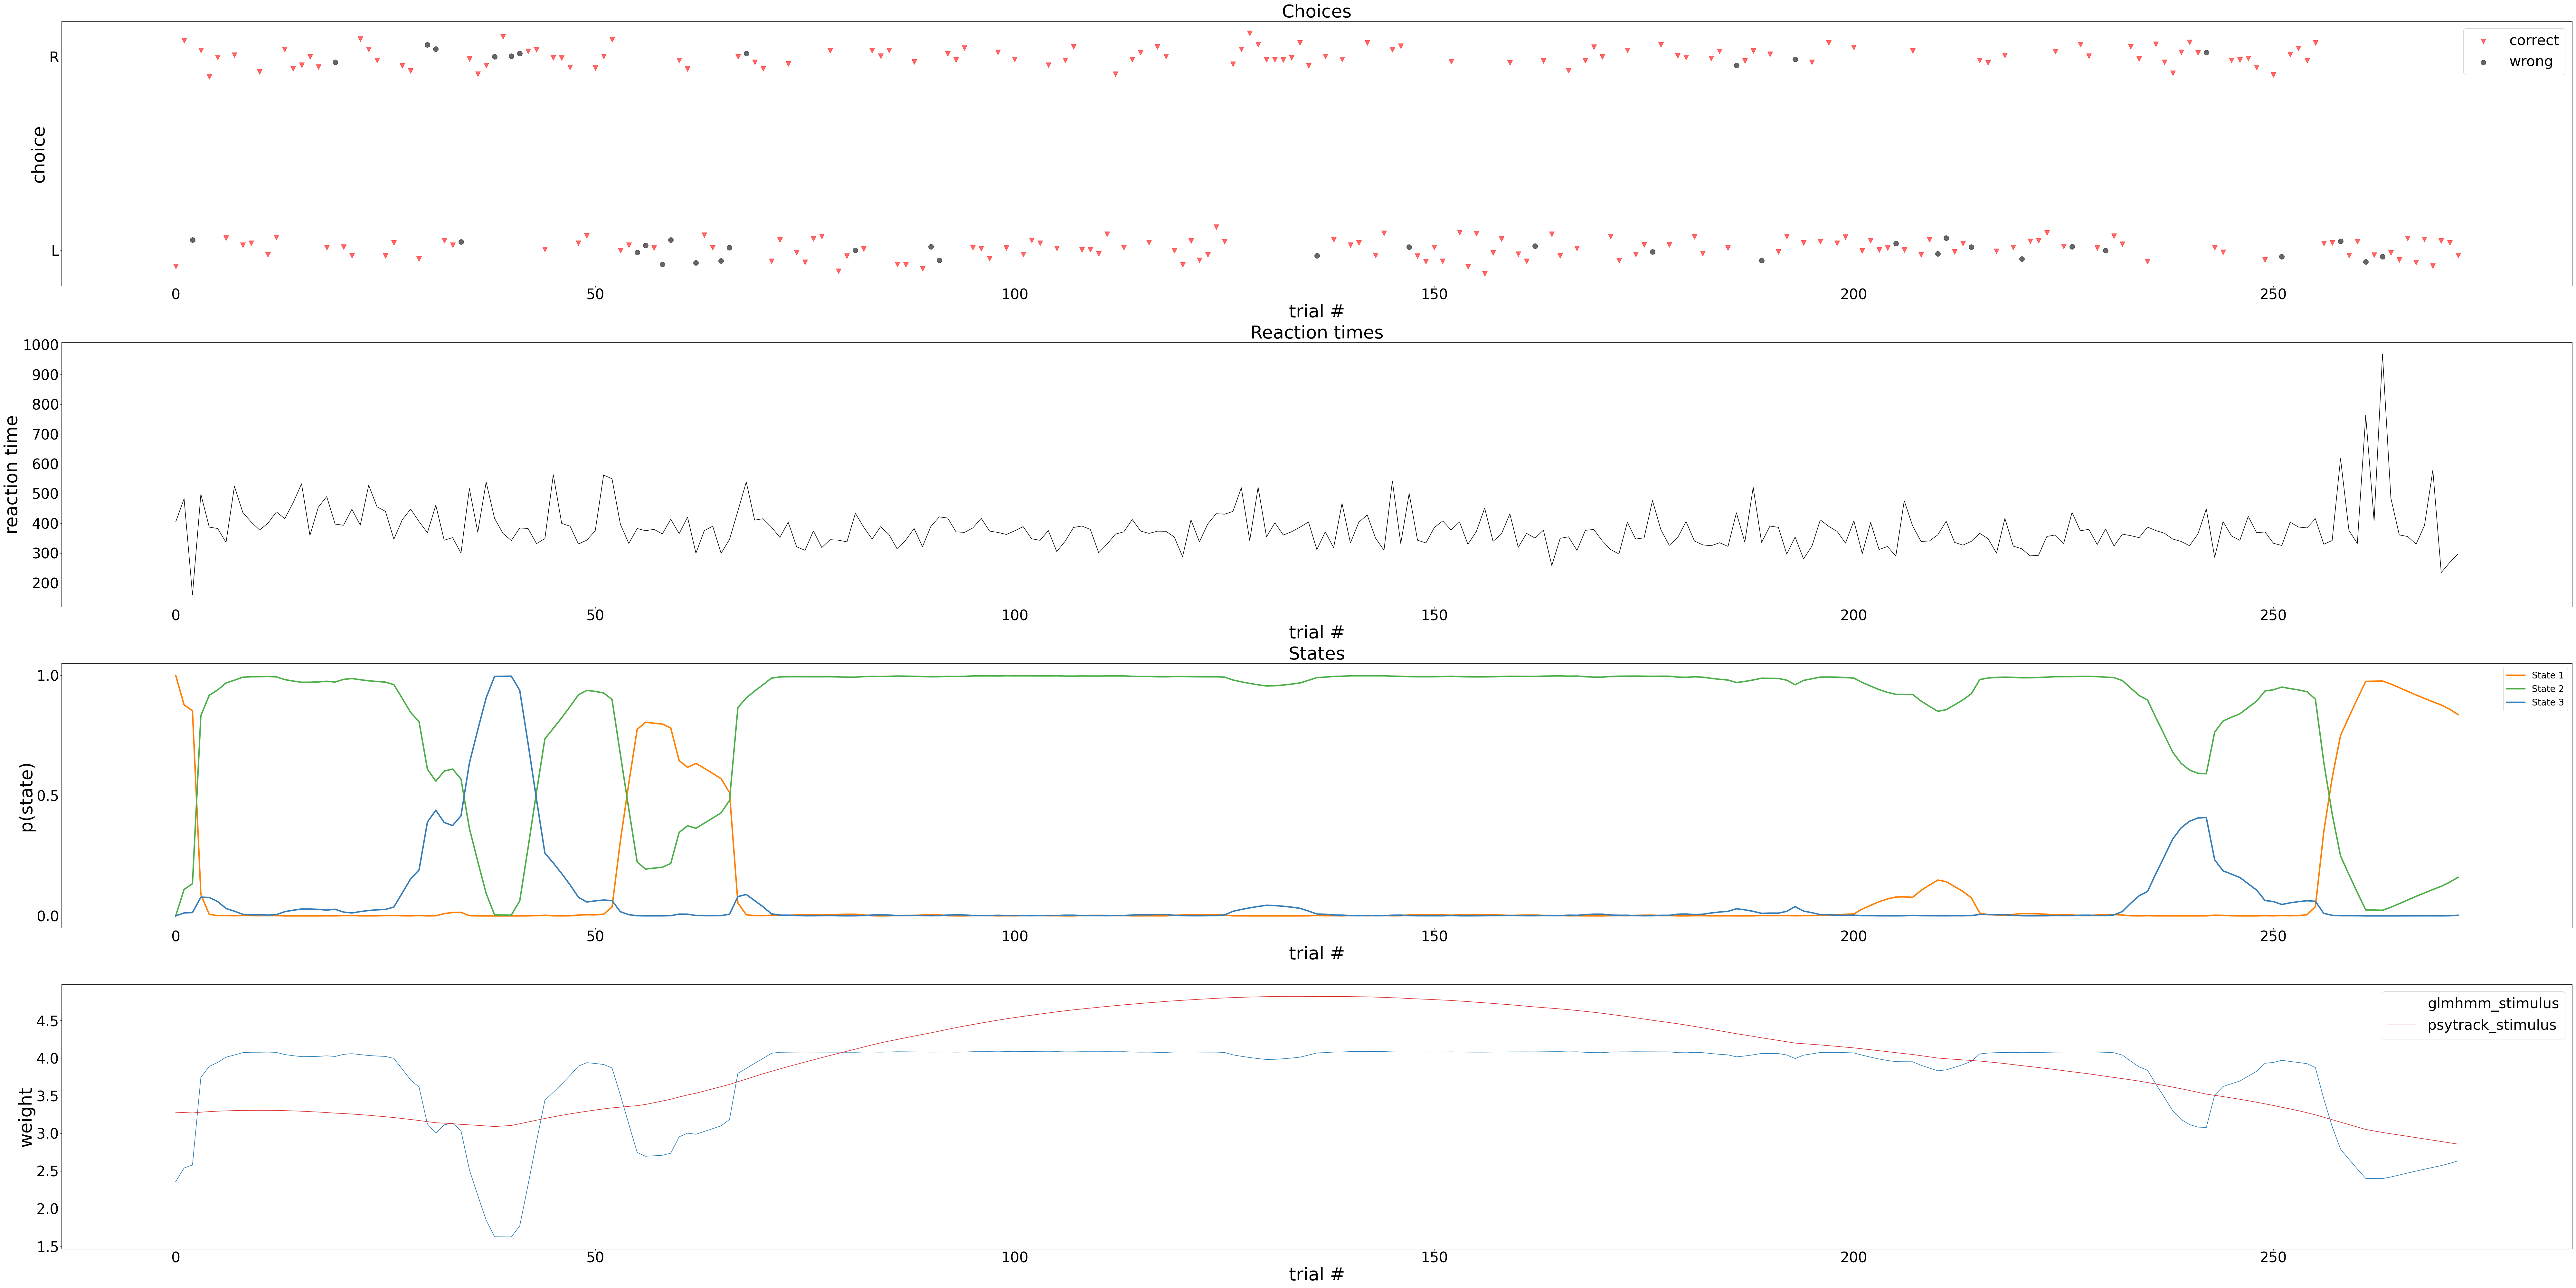 Choices
R
L
choice
correct
wrong
0 50 100 150 200 250
trial #
Reaction times
1000
900
800
700
600
500
400
300
200
reaction time
0 50 100 150 200 250
trial #
States
1.0
0.5
0.0
p(state)
State 1
State 2
State 3
0 50 100 150 200 250
trial #
4.5
4.0
3.5
3.0
2.5
2.0
1.5
weight
glmhmm_stimulus
psytrack_stimulus
0 50 100 150 200 250
trial #